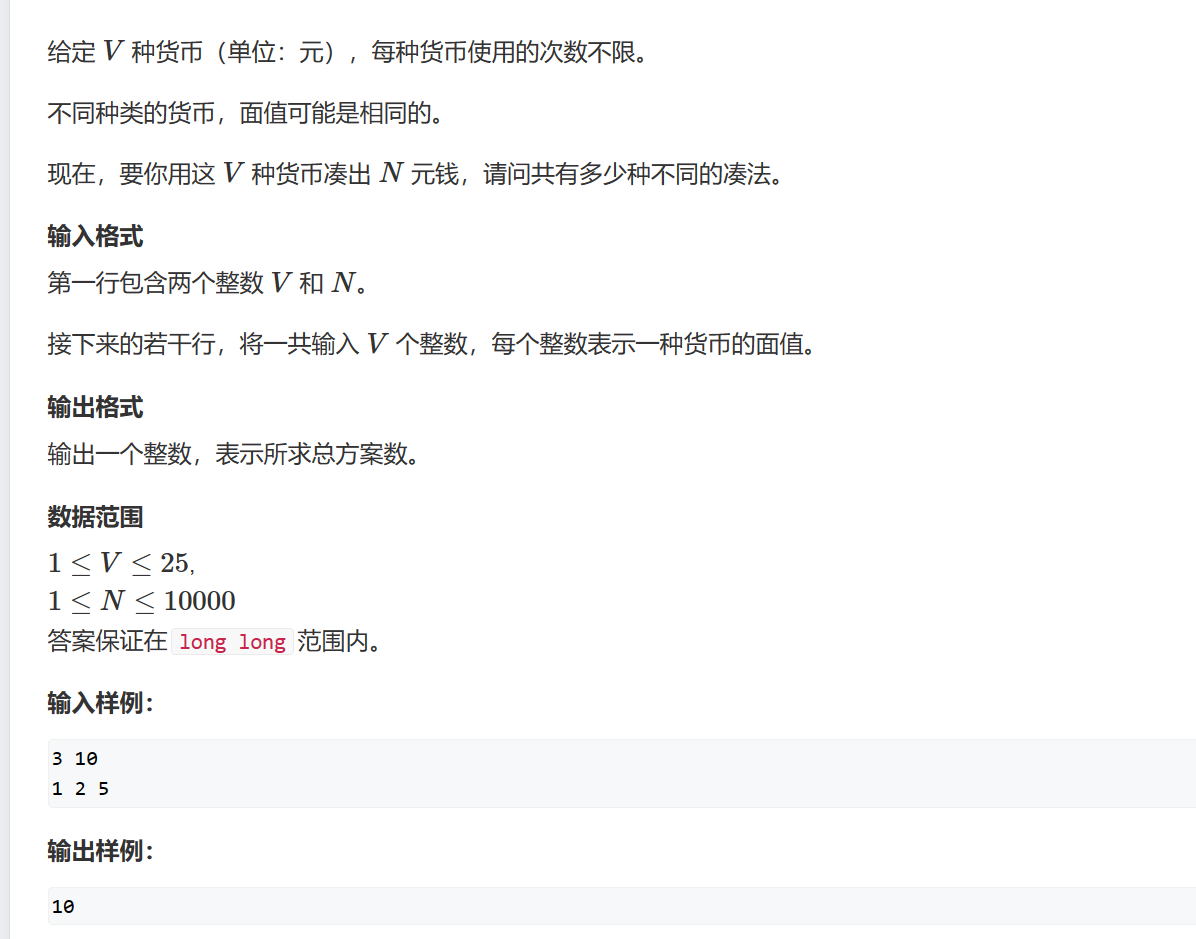 给定 V 种货币（单位：元），每种货币使用的次数不限。
不同种类的货币，面值可能是相同的。
现在，要你用这 V 种货币凑出 N 元钱，请问共有多少种不同的凑法。
输入格式
第一行包含两个整数 V 和 N。
接下来的若干行，将一共输入 V 个整数，每个整数表示一种货币的面值。
输出格式
输出一个整数，表示所求总方案数。
数据范围
1 ≤ V ≤ 25,
1 ≤ N ≤ 10000
答案保证在 long long 范围内。
输入样例：
3 10
1 2 5
输出样例：
10